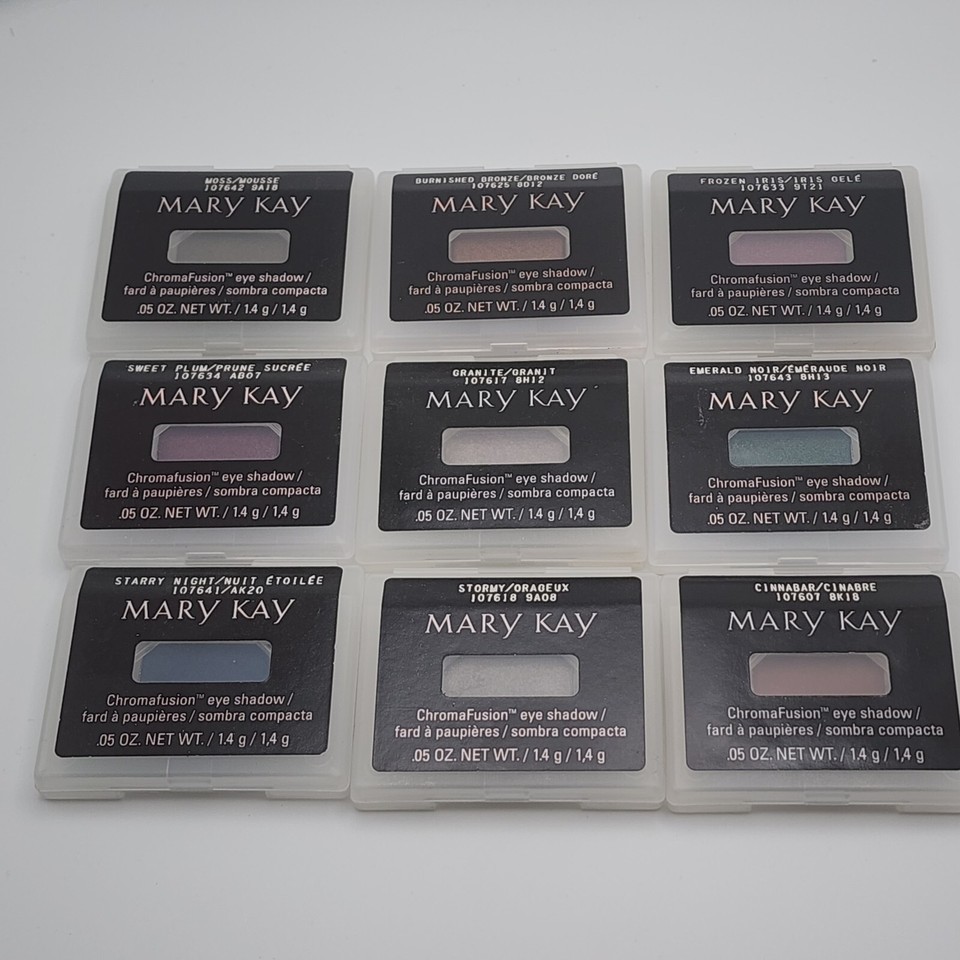 MOSS/MOUSSE
107642 9A18
MARY KAY
ChromaFusion™ eye shadow /
fard à paupières / sombra compacta
.05 OZ. NET WT. / 1.4 g / 1,4 g
BURNISHED BRONZE/BRONZE DORÉ
107625 8D12
MARY KAY
ChromaFusion™ eye shadow /
fard à paupières / sombra compacta
.05 OZ. NET WT. / 1.4 g / 1,4 g
FROZEN IRIS/IRIS GELÉ
107633 9T21
MARY KAY
Chromafusion™ eye shadow /
fard à paupières / sombra compacta
.05 OZ. NET WT. / 1.4 g / 1,4 g
SWEET PLUM/PRUNE SUCRÉE
107634 AB07
MARY KAY
Chromafusion™ eye shadow /
fard à paupières / sombra compacta
.05 OZ. NET WT. / 1.4 g / 1,4 g
GRANITE/GRANIT
107617 8H12
MARY KAY
ChromaFusion™ eye shadow /
fard à paupières / sombra compacta
.05 OZ. NET WT. / 1.4 g / 1,4 g
EMERALD NOIR/ÉMÉRAUDE NOIR
107643 8H13
MARY KAY
ChromaFusion™ eye shadow /
fard à paupières / sombra compacta
.05 OZ. NET WT. / 1.4 g / 1,4 g
STARRY NIGHT/NUIT ÉTOILÉE
107641/AK20
MARY KAY
Chromafusion™ eye shadow /
fard à paupières / sombra compacta
.05 OZ. NET WT. / 1.4 g / 1,4 g
STORMY/ORAGEUX
107618 9A08
MARY KAY
ChromaFusion™ eye shadow /
fard à paupières / sombra compacta
.05 OZ. NET WT. / 1.4 g / 1,4 g
CINNABAR/CINABRE
107607 8K18
MARY KAY
ChromaFusion™ eye shadow /
fard à paupières / sombra compacta
.05 OZ. NET WT. / 1.4 g / 1,4 g